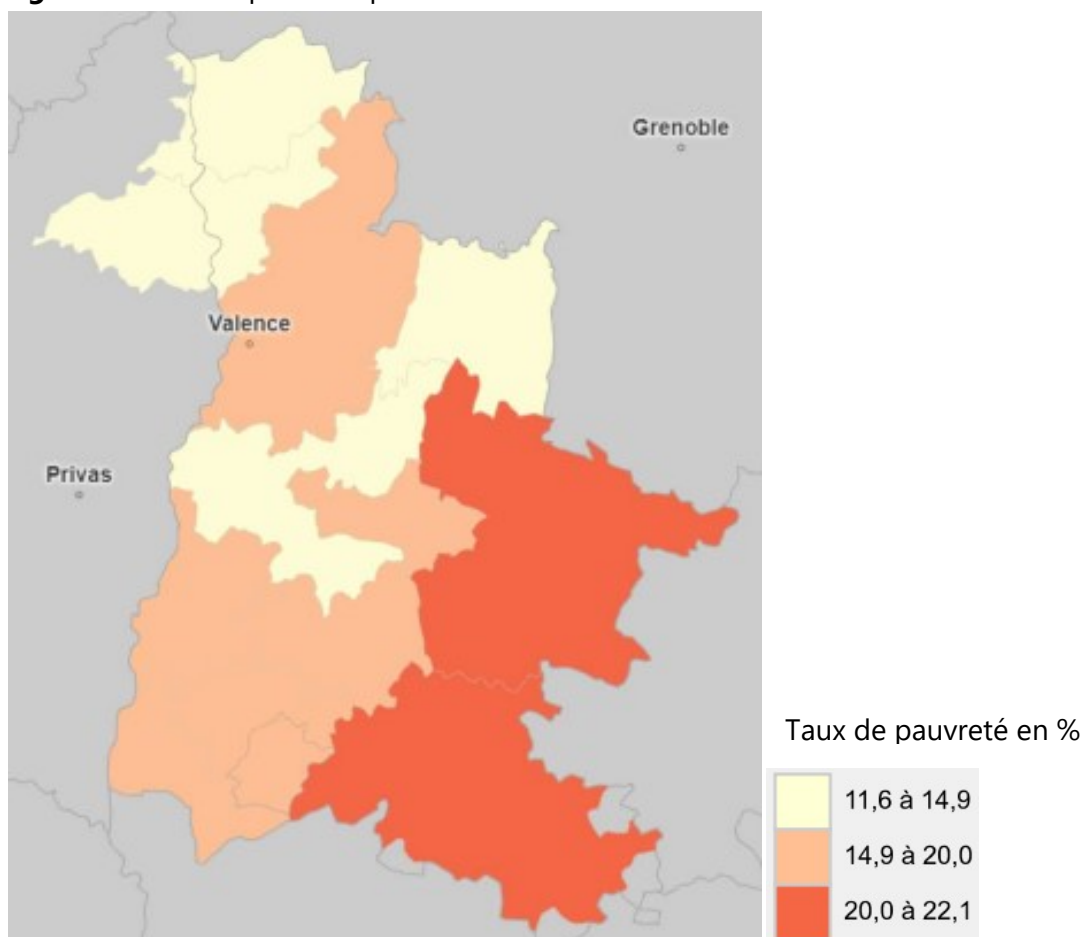 Grenoble
Valence
Privas
Taux de pauvreté en %
11,6 à 14,9
14,9 à 20,0
20,0 à 22,1